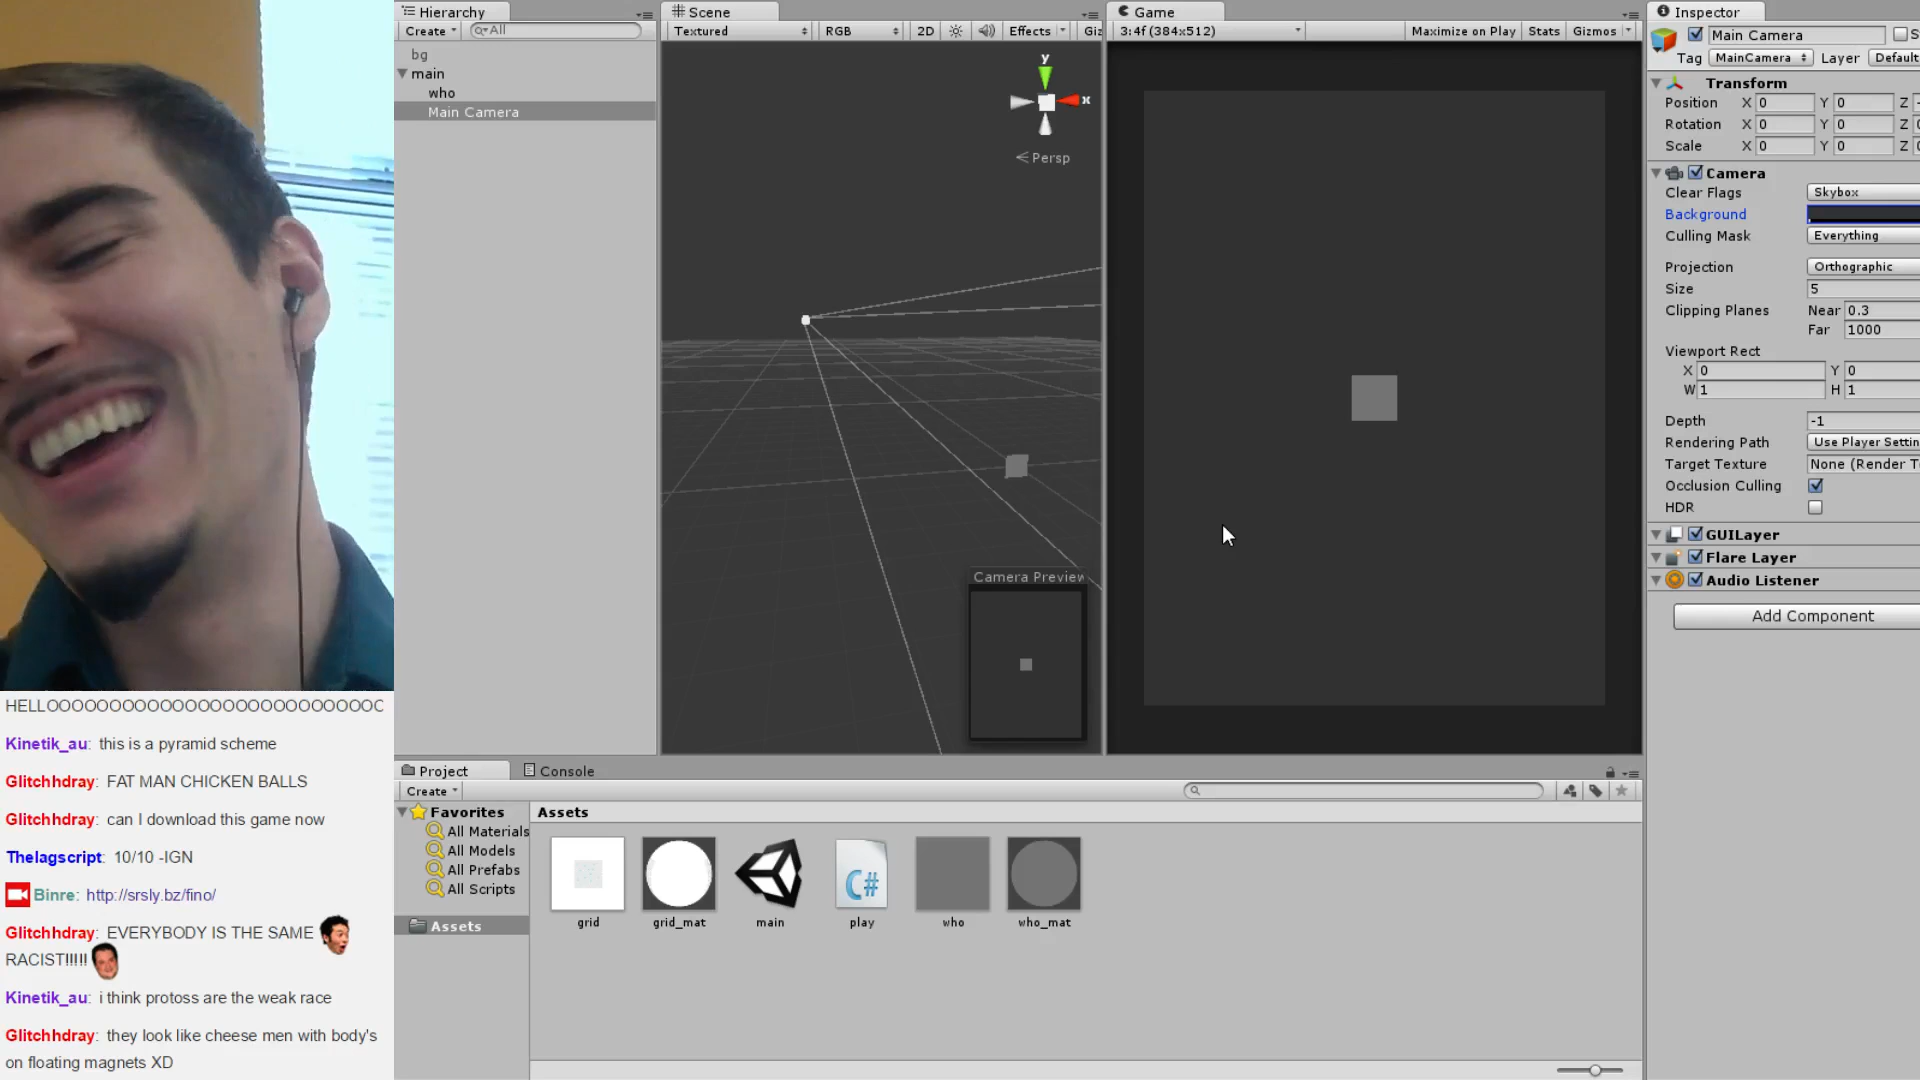 Hierarchy
Create
All
bg
main
who
Main Camera
Scene
Textured
RGB
2D
Effects
Giz
y
x
Persp
Camera Preview
Game
3:4f (384x512)
Maximize on Play
Stats
Gizmos
Inspector
Main Camera
S
Tag
MainCamera
Layer
Default
Transform
Position X 0 Y 0 Z -
Rotation X 0 Y 0 Z 0
Scale X 0 Y 0 Z 0
Camera
Clear Flags Skybox
Background
Culling Mask Everything
Projection Orthographic
Size 5
Clipping Planes Near 0.3
Far 1000
Viewport Rect
X 0 Y 0
W 1 H 1
Depth -1
Rendering Path Use Player Settin
Target Texture None (Render T
Occlusion Culling
HDR
GUILayer
Flare Layer
Audio Listener
Add Component
HELLOOOOOOOOOOOOOOOOOOOOOOOOOOC
Kinetik_au: this is a pyramid scheme
Glitchhdray: FAT MAN CHICKEN BALLS
Glitchhdray: can I download this game now
Thelagscript: 10/10 -IGN
Binre: http://srsly.bz/fino/
Glitchhdray: EVERYBODY IS THE SAME
RACIST!!!!!
Kinetik_au: i think protoss are the weak race
Glitchhdray: they look like cheese men with body's
on floating magnets XD
Project
Console
Create
Favorites
All Materials
All Models
All Prefabs
All Scripts
Assets
Assets
grid
grid_mat
main
C#
play
who
who_mat